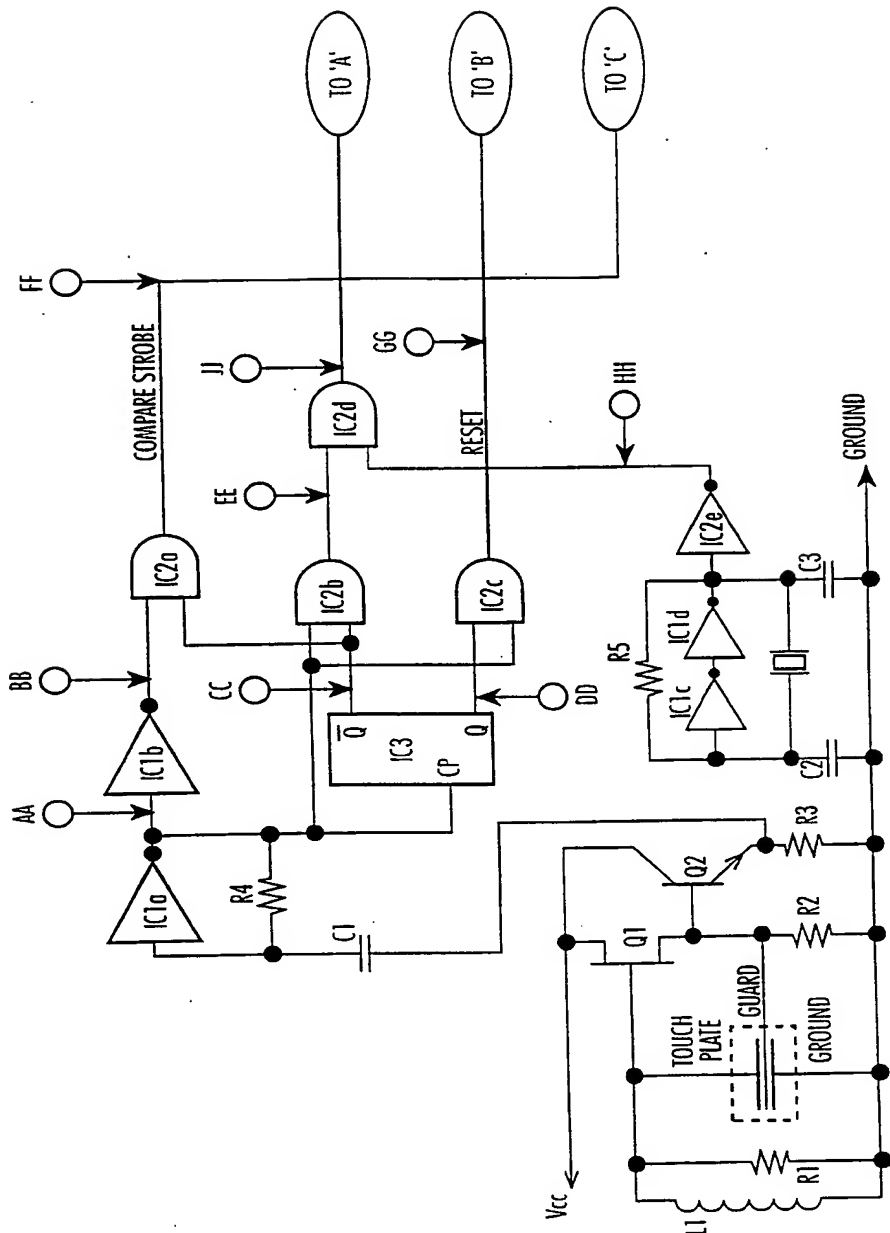 FF
TO 'A'
TO 'B'
TO 'C'
COMPARE STROBE
JJ
GG
IC2d
RESET
HH
EE
BB
IC2a
IC2b
IC2c
CC
DD
AA
IC1b
Q
Q
IC3
CP
IC1a
R4
C1
IC2e
GROUND
R5
IC1d
IC1c
C3
C2
R3
Q2
Q1
R2
TOUCH
PLATE
GUARD
GROUND
Vcc
R1
L1